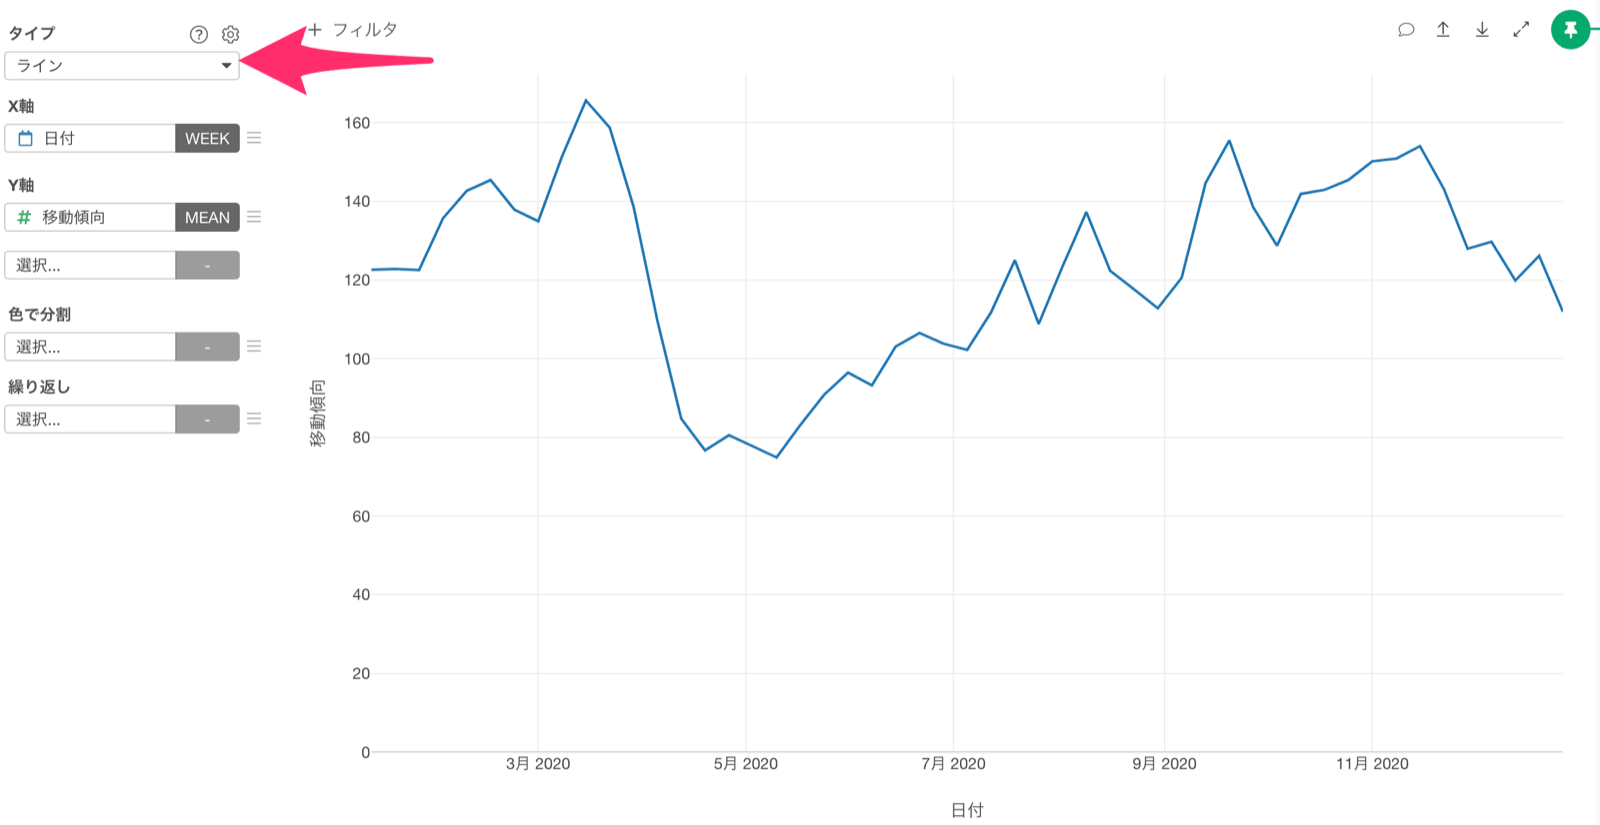 タイプ
ライン
X軸
日付 WEEK
Y軸
移動傾向 MEAN
選択... -
色で分割
選択... -
繰り返し
選択... -
+ フィルタ
160
140
120
100
80
60
40
20
0
移動傾向
3月 2020 5月 2020 7月 2020 9月 2020 11月 2020
日付